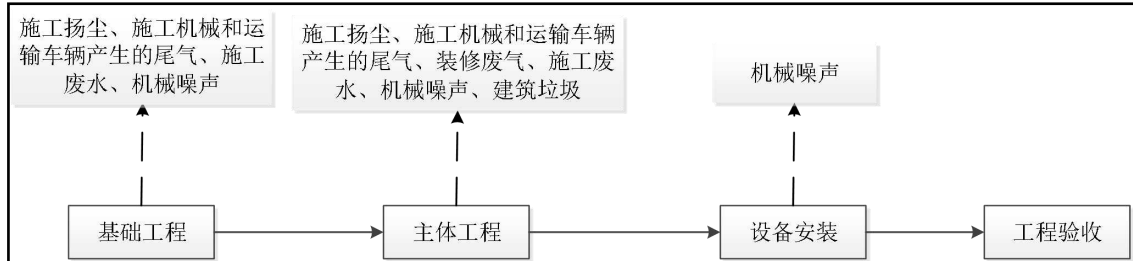 施工扬尘、施工机械和运
输车辆产生的尾气、施工
废水、机械噪声
施工扬尘、施工机械和运输车辆
产生的尾气、装修废气、施工废
水、机械噪声、建筑垃圾
机械噪声
基础工程
主体工程
设备安装
工程验收